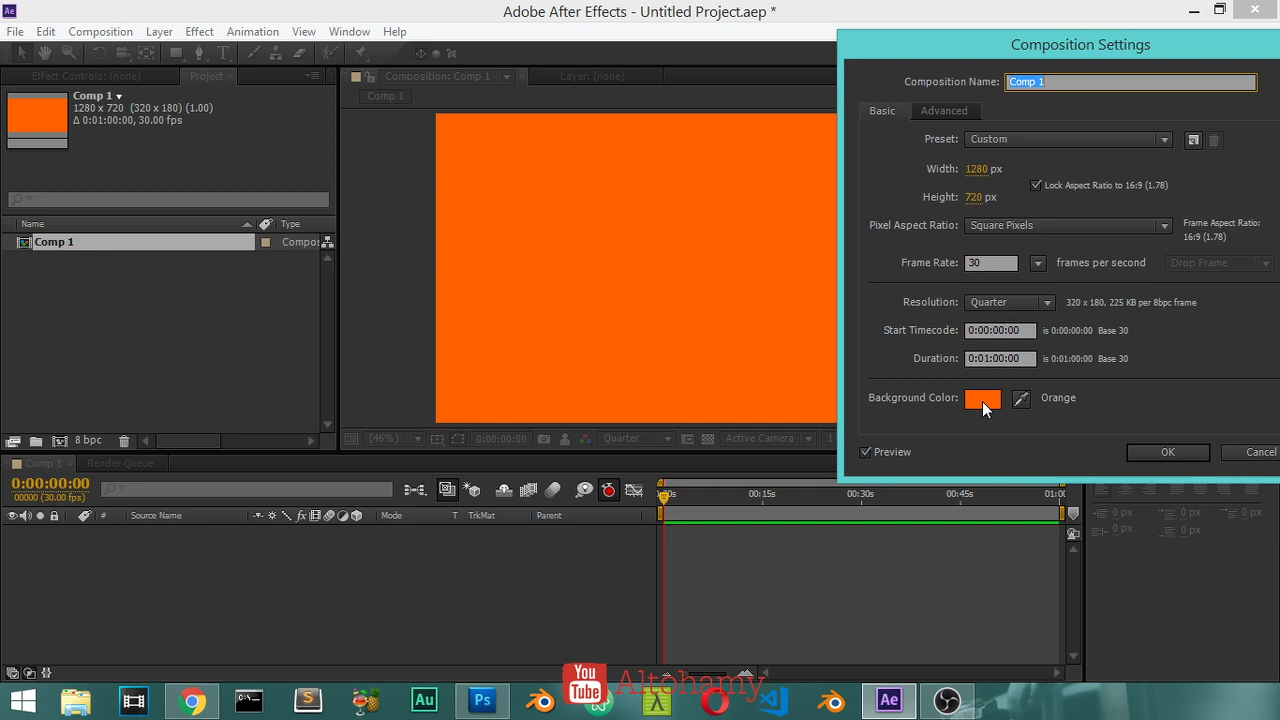 Ae
Adobe After Effects - Untitled Project.aep *
File Edit Composition Layer Effect Animation View Window Help
Effect Controls: (none) Project
Composition: Comp 1 Layer: (none)
Comp 1
1280 x 720 (320 x 180) (1.00)
Δ 0:01:00:00, 30.00 fps
Comp 1
Name Type
Comp 1 Compos
8 bpc
(46%) 0:00:00:00 Quarter Active Camera
Composition Settings
Composition Name: Comp 1
Basic Advanced
Preset: Custom
Width: 1280 px
Lock Aspect Ratio to 16:9 (1.78)
Height: 720 px
Pixel Aspect Ratio: Square Pixels
Frame Aspect Ratio:
16:9 (1.78)
Frame Rate: 30 frames per second Drop Frame
Resolution: Quarter 320 x 180, 225 KB per 8bpc frame
Start Timecode: 0:00:00:00 is 0:00:00:00 Base 30
Duration: 0:01:00:00 is 0:01:00:00 Base 30
Background Color: Orange
Preview OK Cancel
Comp 1 Render Queue
0:00:00:00
00000 (30.00 fps)
00:15s 00:30s 00:45s
# Source Name Mode T TrkMat Parent
0 px 0 px 0 px
0 px 0 px
You
Tube
Altohamy
Au Ps Ae